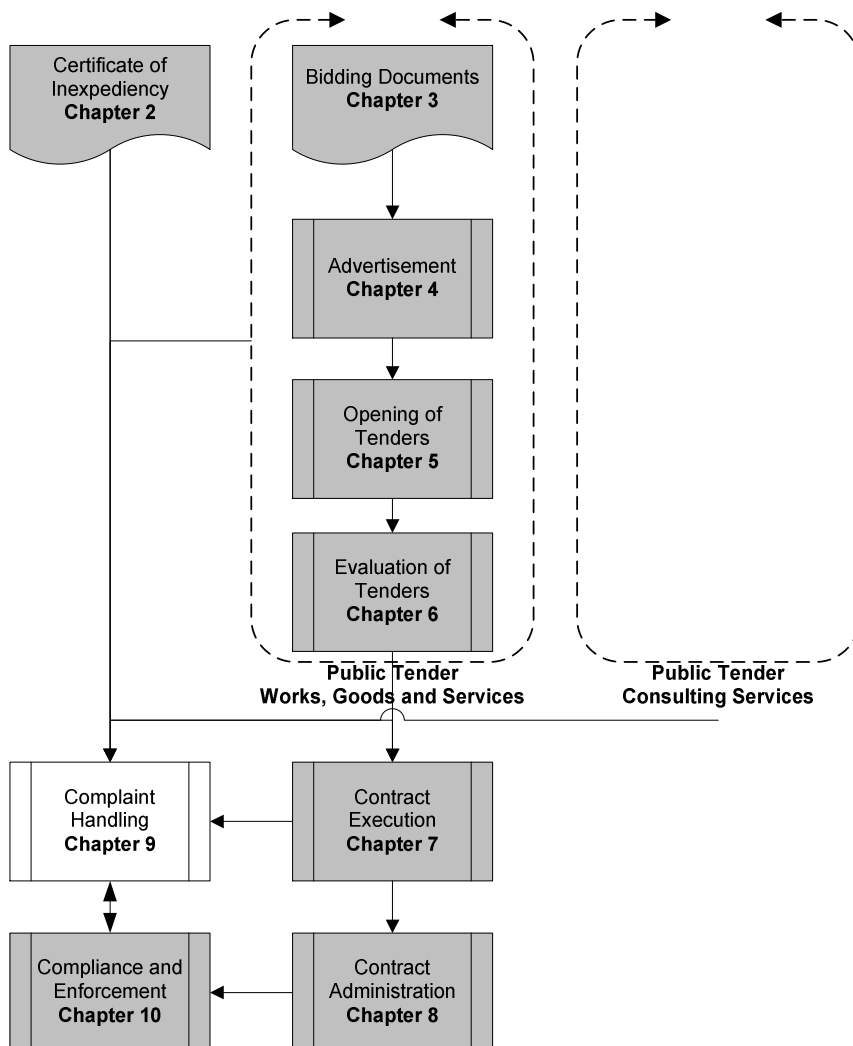 Certificate of
Inexpediency
Chapter 2
Bidding Documents
Chapter 3
Advertisement
Chapter 4
Opening of
Tenders
Chapter 5
Evaluation of
Tenders
Chapter 6
Public Tender
Works, Goods and Services
Public Tender
Consulting Services
Complaint
Handling
Chapter 9
Contract
Execution
Chapter 7
Compliance and
Enforcement
Chapter 10
Contract
Administration
Chapter 8